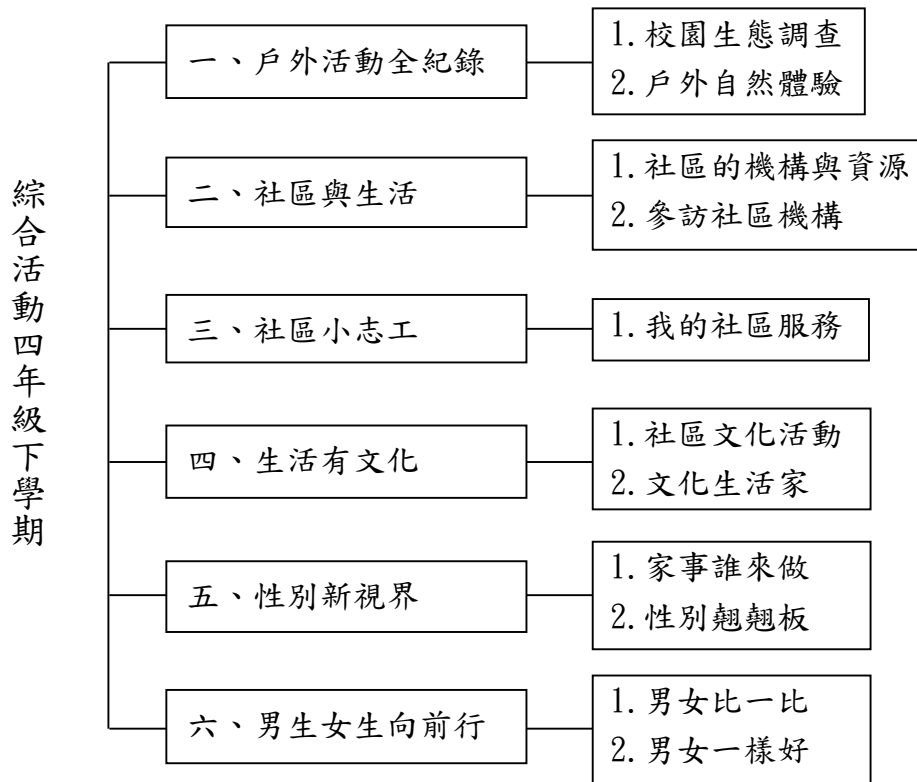 綜合活動四年級下學期
一、戶外活動全紀錄
1.校園生態調查
2.戶外自然體驗
二、社區與生活
1.社區的機構與資源
2.參訪社區機構
三、社區小志工
1.我的社區服務
四、生活有文化
1.社區文化活動
2.文化生活家
五、性別新視界
1.家事誰來做
2.性別翹翹板
六、男生女生向前行
1.男女比一比
2.男女一樣好